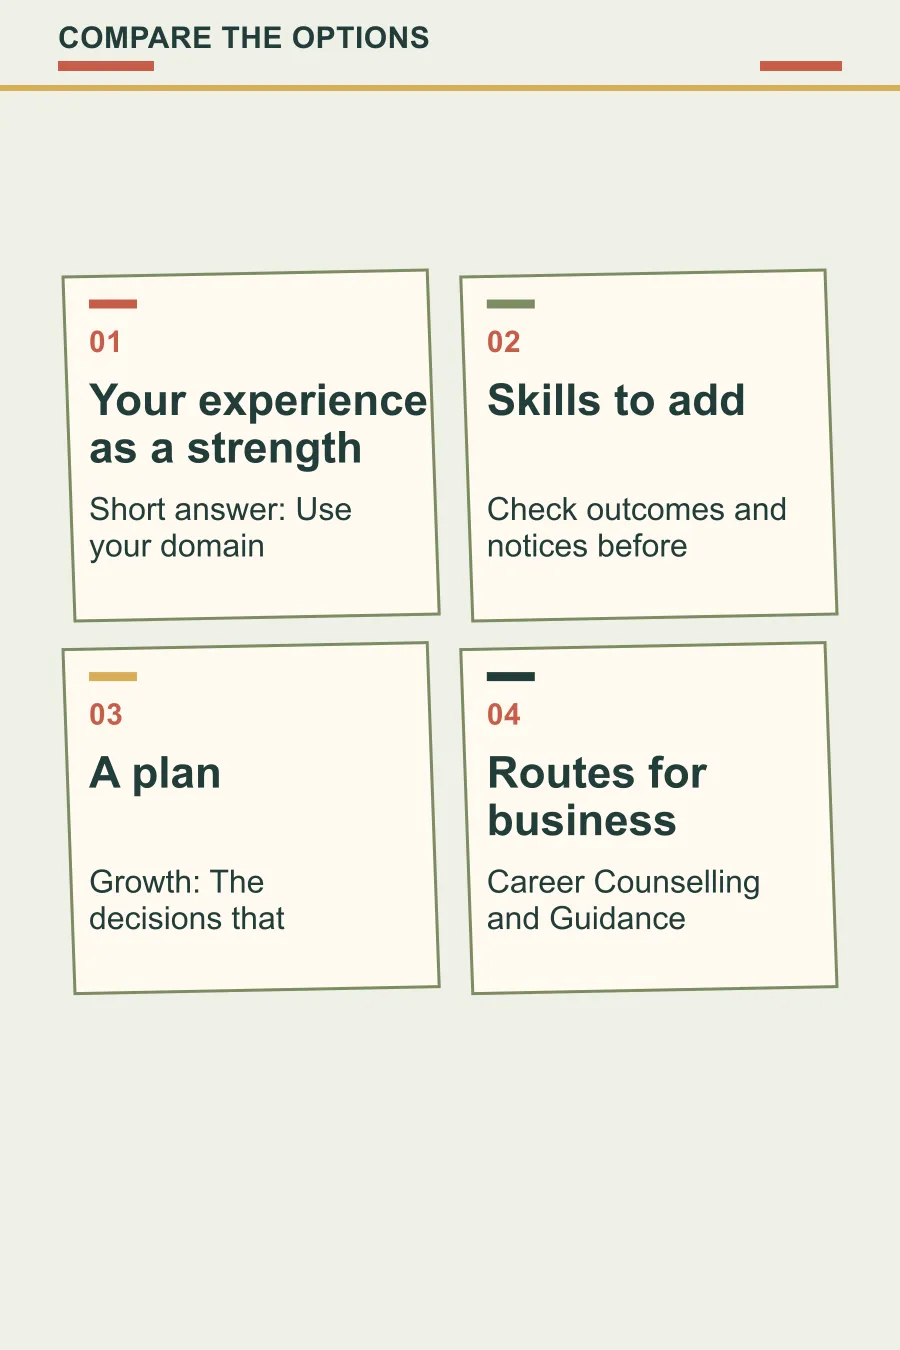 COMPARE THE OPTIONS
01
Your experience
as a strength
Short answer: Use
your domain
02
Skills to add
Check outcomes and
notices before
03
A plan
Growth: The
decisions that
04
Routes for
business
Career Counselling
and Guidance